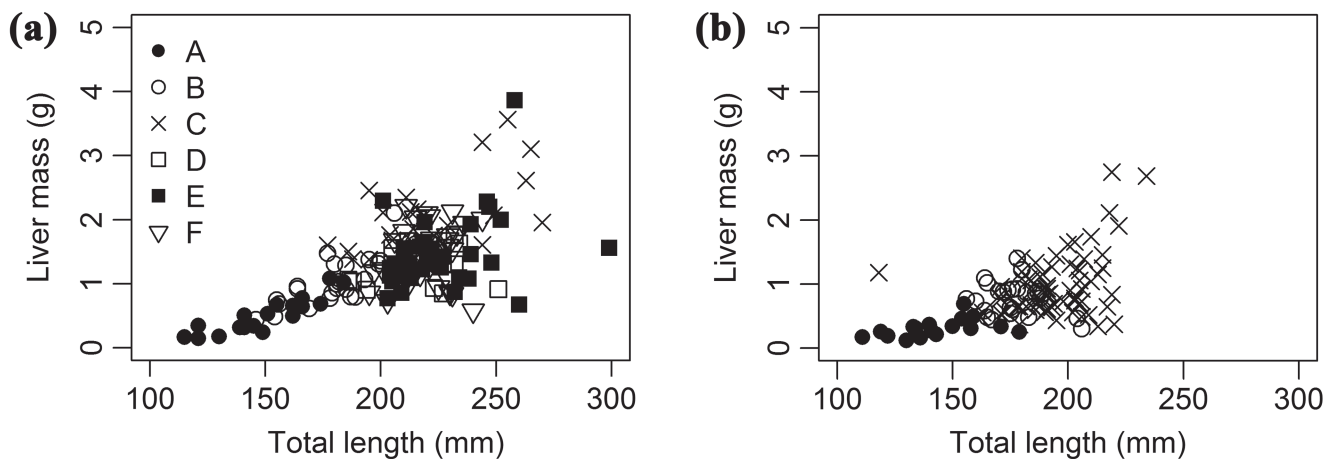 (a)
Liver mass (g)
5
4
3
2
1
0
A
B
C
D
E
F
100 150 200 250 300
Total length (mm)
(b)
Liver mass (g)
5
4
3
2
1
0
100 150 200 250 300
Total length (mm)